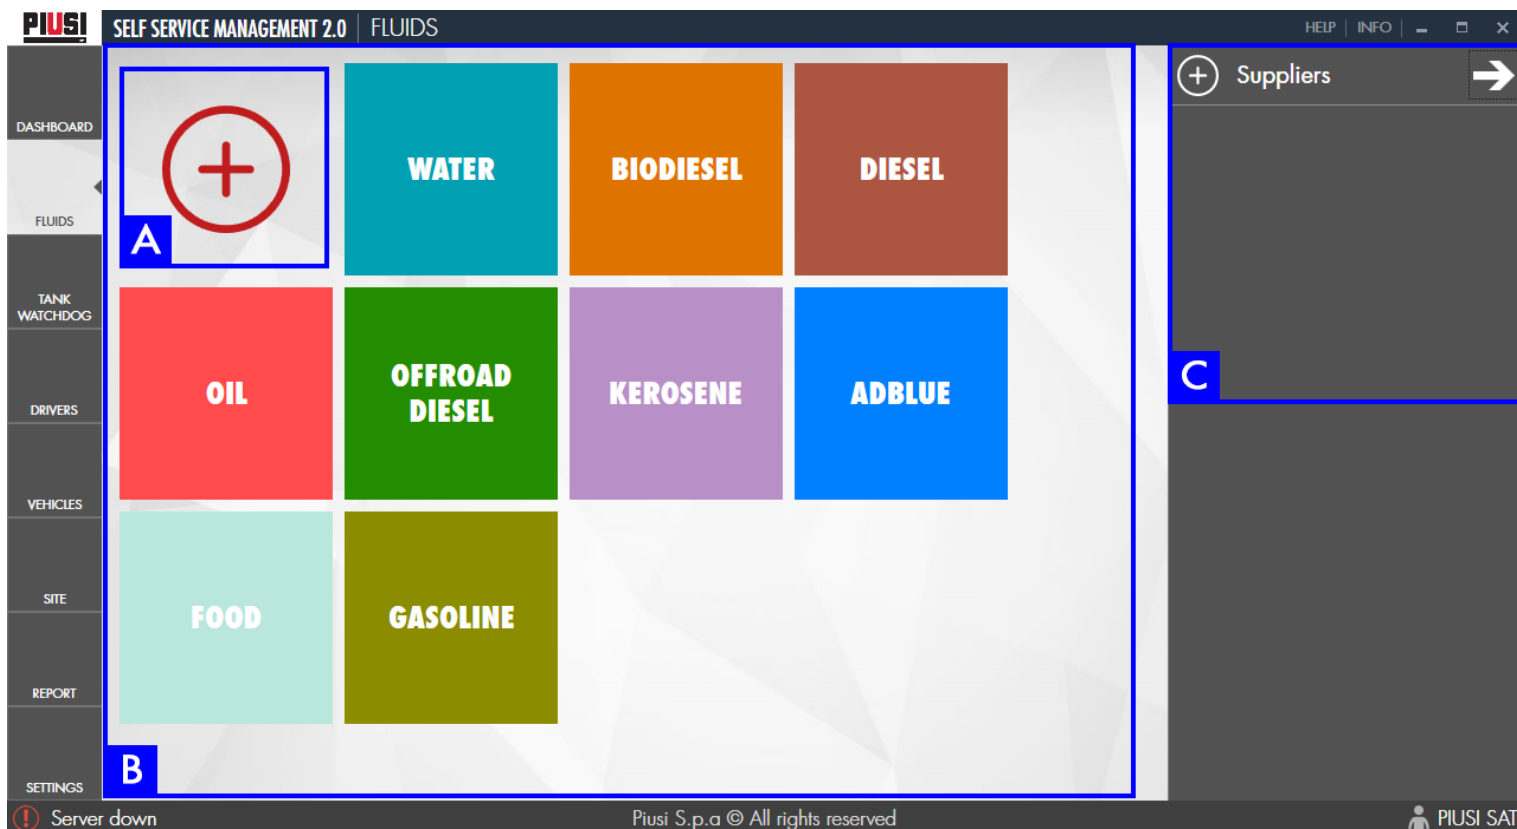 PIUSI SELF SERVICE MANAGEMENT 2.0 FLUIDS HELP INFO
Suppliers
DASHBOARD
WATER BIODIESEL DIESEL
FLUIDS
A
TANK
WATCHDOG
OIL
OFFROAD
DIESEL
KEROSENE ADBLUE
C
DRIVERS
VEHICLES
SITE
FOOD GASOLINE
REPORT
B
SETTINGS
Server down Piusi S.p.a © All rights reserved PIUSI SAT